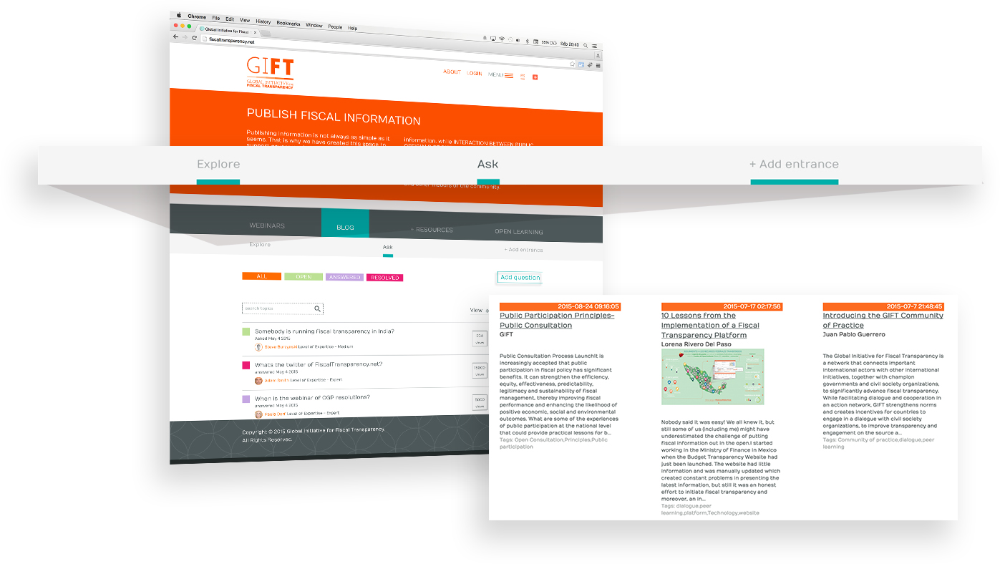 Chrome File Edit View History Bookmarks Window People Help
Sáb 20:40
Global Initiative for Fiscal
fiscaltransparency.net
GIFT
GLOBAL INITIATIVE FOR
FISCAL TRANSPARENCY
ABOUT LOGIN MENU
PUBLISH FISCAL INFORMATION
Publishing information is not always as simple as it
seems. That is why we have created this space to
information, while INTERACTION BETWEEN PUBLIC
Explore Ask + Add entrance
and other mebers of the community.
WEBINARS BLOG + RESOURCES OPEN LEARNING
Explore Ask + Add entrance
ALL OPEN ANSWERED RESOLVED Add question
search topics View
Somebody is running fiscal transparency in India?
Asked May 4 2015
Steve Burzynski Level of Expertice - Medium
234
views
Whats the twitter of FiscalTransparency.net?
answered May 4 2015
Adam Smith Level of Expertise - Expert
15000
views
When is the webinar of OGP resolutions?
answered May 4 2015
Paula Dorf Level of Expertise - Expert
5000
views
Copyright © 2015 Global Initiative for Fiscal Transparency.
All Rights Reserved.
2015-08-24 09:16:05
Public Participation Principles-
Public Consultation
GIFT
Public Consultation Process LaunchIt is
increasingly accepted that public
participation in fiscal policy has significant
benefits. It can strengthen the efficiency,
equity, effectiveness, predictability,
legitimacy and sustainability of fiscal
management, thereby improving fiscal
performance and enhancing the likelihood of
positive economic, social and environmental
outcomes. What are some of the experiences
of public participation at the national level
that could provide practical lessons for b...
Tags: Open Consultation,Principles,Public
participation
2015-07-17 02:17:56
10 Lessons from the
Implementation of a Fiscal
Transparency Platform
Lorena Rivero Del Paso
Nobody said it was easy! We all knew it, but
still some of us (including me) might have
underestimated the challenge of putting
fiscal information out in the open.I started
working in the Ministry of Finance in Mexico
when the Budget Transparency Website had
just been launched. The website had little
information and was manually updated which
created constant problems in presenting the
latest information, but still it was an honest
effort to initiate fiscal transparency and
moreover, an in...
Tags: dialogue,peer
learning,platform,Technology,website
2015-07-7 21:48:45
Introducing the GIFT Community
of Practice
Juan Pablo Guerrero
The Global Initiative for Fiscal Transparency is
a network that connects important
international actors with other international
initiatives, together with champion
governments and civil society organizations,
to significantly advance fiscal transparency.
While facilitating dialogue and cooperation in
an action network, GIFT strengthens norms
and creates incentives for countries to
engage in a dialogue with civil society
organizations, to improve transparency and
engagement on the source a...
Tags: Community of practice,dialogue,peer
learning